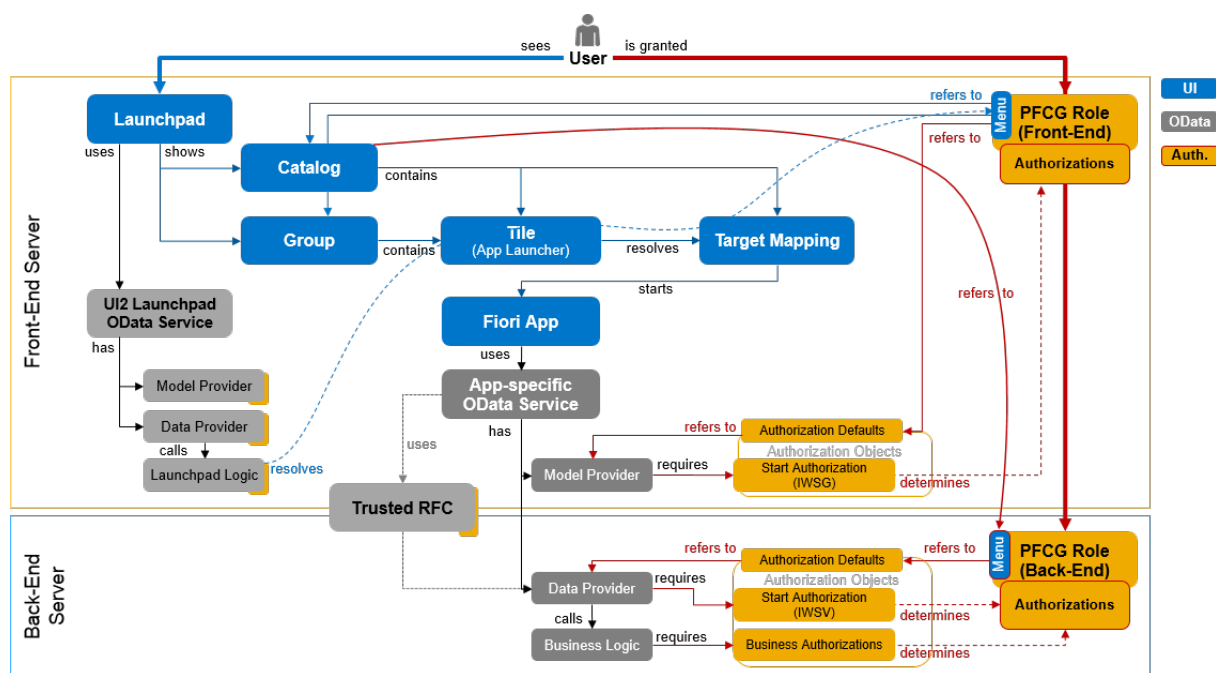 sees
is granted
User
UI
OData
Auth.
Launchpad
refers to
Menu
PFCG Role
(Front-End)
refers to
Authorizations
uses
shows
Catalog
contains
Group
contains
Tile
(App Launcher)
resolves
Target Mapping
starts
refers to
Front-End Server
UI2 Launchpad
OData Service
Fiori App
has
uses
Model Provider
App-specific
OData Service
Data Provider
calls
uses
has
refers to
Authorization Defaults
Authorization Objects
Launchpad Logic
resolves
Model Provider
requires
Start Authorization
(IWSG)
determines
Trusted RFC
Back-End
Server
refers to
Authorization Defaults
refers to
Menu
PFCG Role
(Back-End)
Authorization Objects
Data Provider
requires
Start Authorization
(IWSV)
determines
Authorizations
calls
Business Logic
requires
Business Authorizations
determines